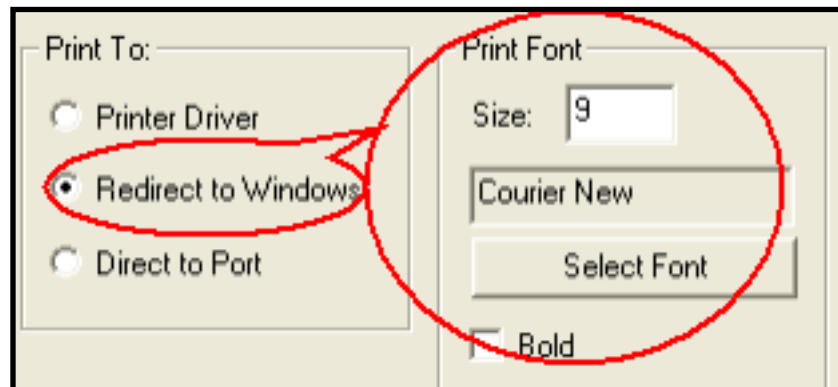 Print To:
Printer Driver
Redirect to Windows
Direct to Port
Print Font
Size: 9
Courier New
Select Font
Bold